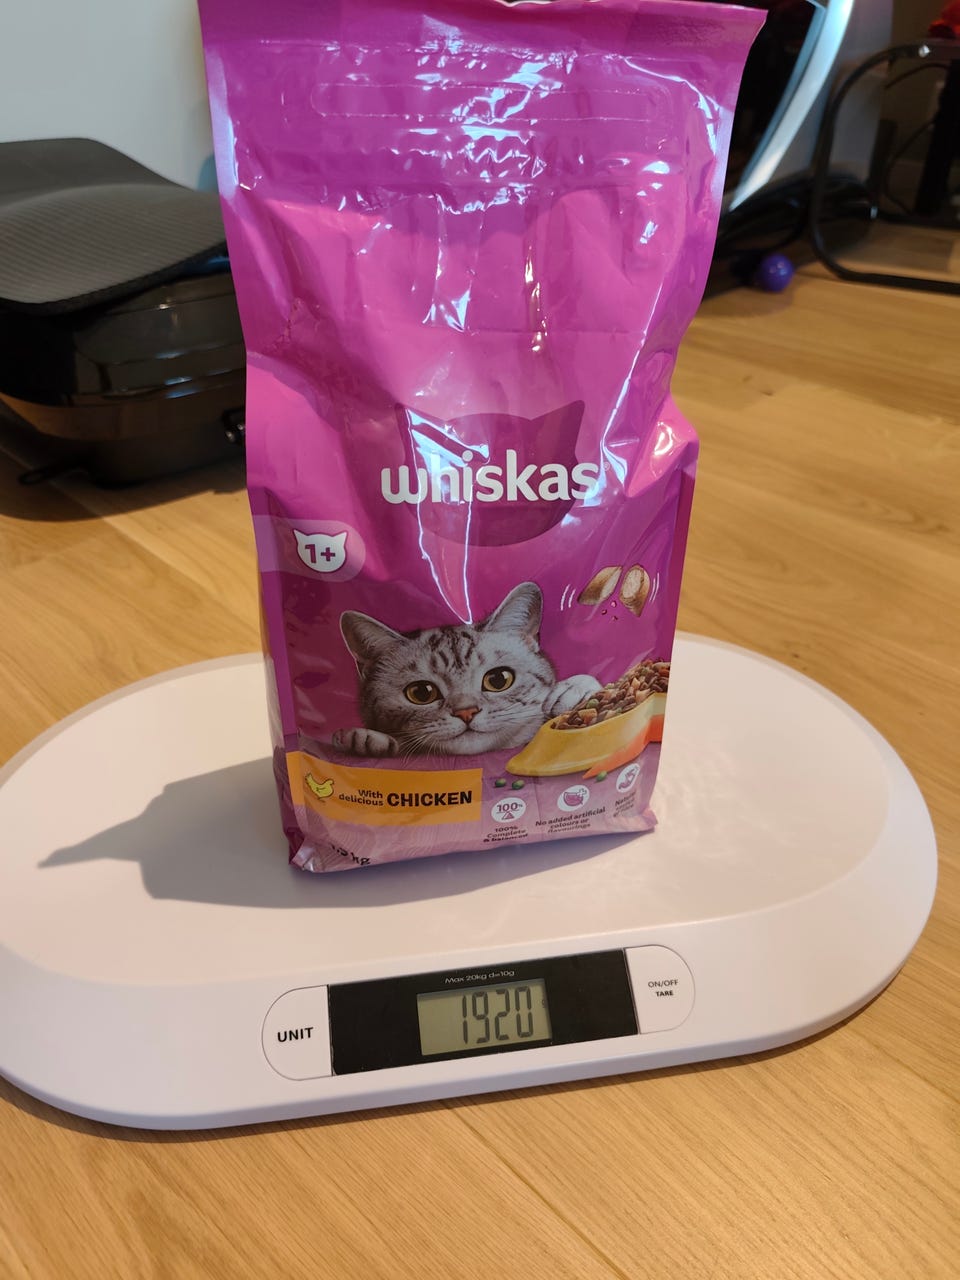 whiskas
1+
With
delicious CHICKEN
100%
100%
Complete
& balanced
No added artificial
colours or
flavourings
kg
Max 20kg d=10g
UNIT
1920
ON/OFF
TARE